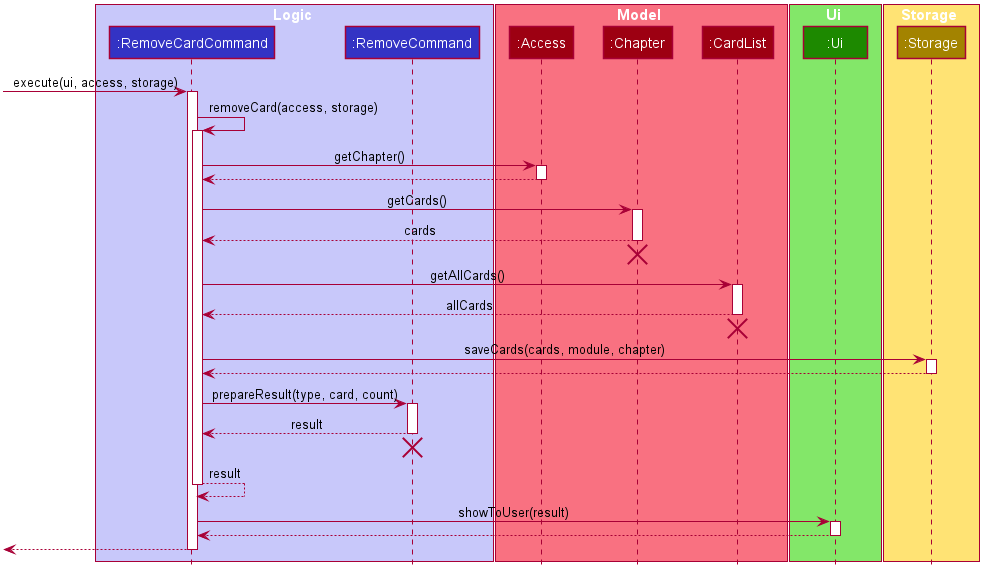 Logic Model Ui Storage
:RemoveCardCommand :RemoveCommand :Access :Chapter :CardList :Ui :Storage
execute(ui, access, storage)
removeCard(access, storage)
getChapter()
getCards()
cards
getAllCards()
allCards
saveCards(cards, module, chapter)
prepareResult(type, card, count)
result
result
showToUser(result)